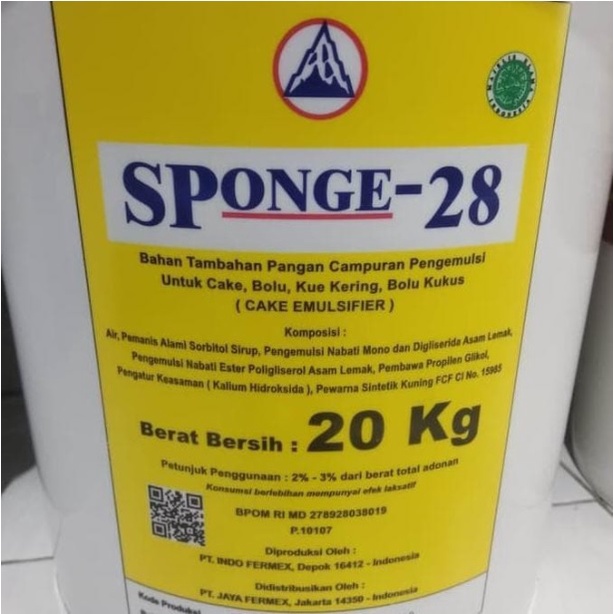 SPONGE-28
Bahan Tambahan Pangan Campuran Pengemulsi
Untuk Cake, Bolu, Kue Kering, Bolu Kukus
( CAKE EMULSIFIER )
Komposisi :
Air, Pemanis Alami Sorbitol Sirup, Pengemulsi Nabati Mono dan Digliserida Asam Lemak,
Pengemulsi Nabati Ester Poligliserol Asam Lemak, Pembawa Propilen Glikol,
Pengatur Keasaman ( Kalium Hidroksida ), Pewarna Sintetik Kuning FCF CI No. 15985
Berat Bersih : 20 Kg
Petunjuk Penggunaan : 2% - 3% dari berat total adonan
Konsumsi berlebihan mempunyai efek laksatif
BPOM RI MD 278928038019
P.10107
Diproduksi Oleh :
PT. INDO FERMEX, Depok 16412 - Indonesia
Didistribusikan Oleh :
PT. JAYA FERMEX, Jakarta 14350 - Indonesia
Kode Produksi